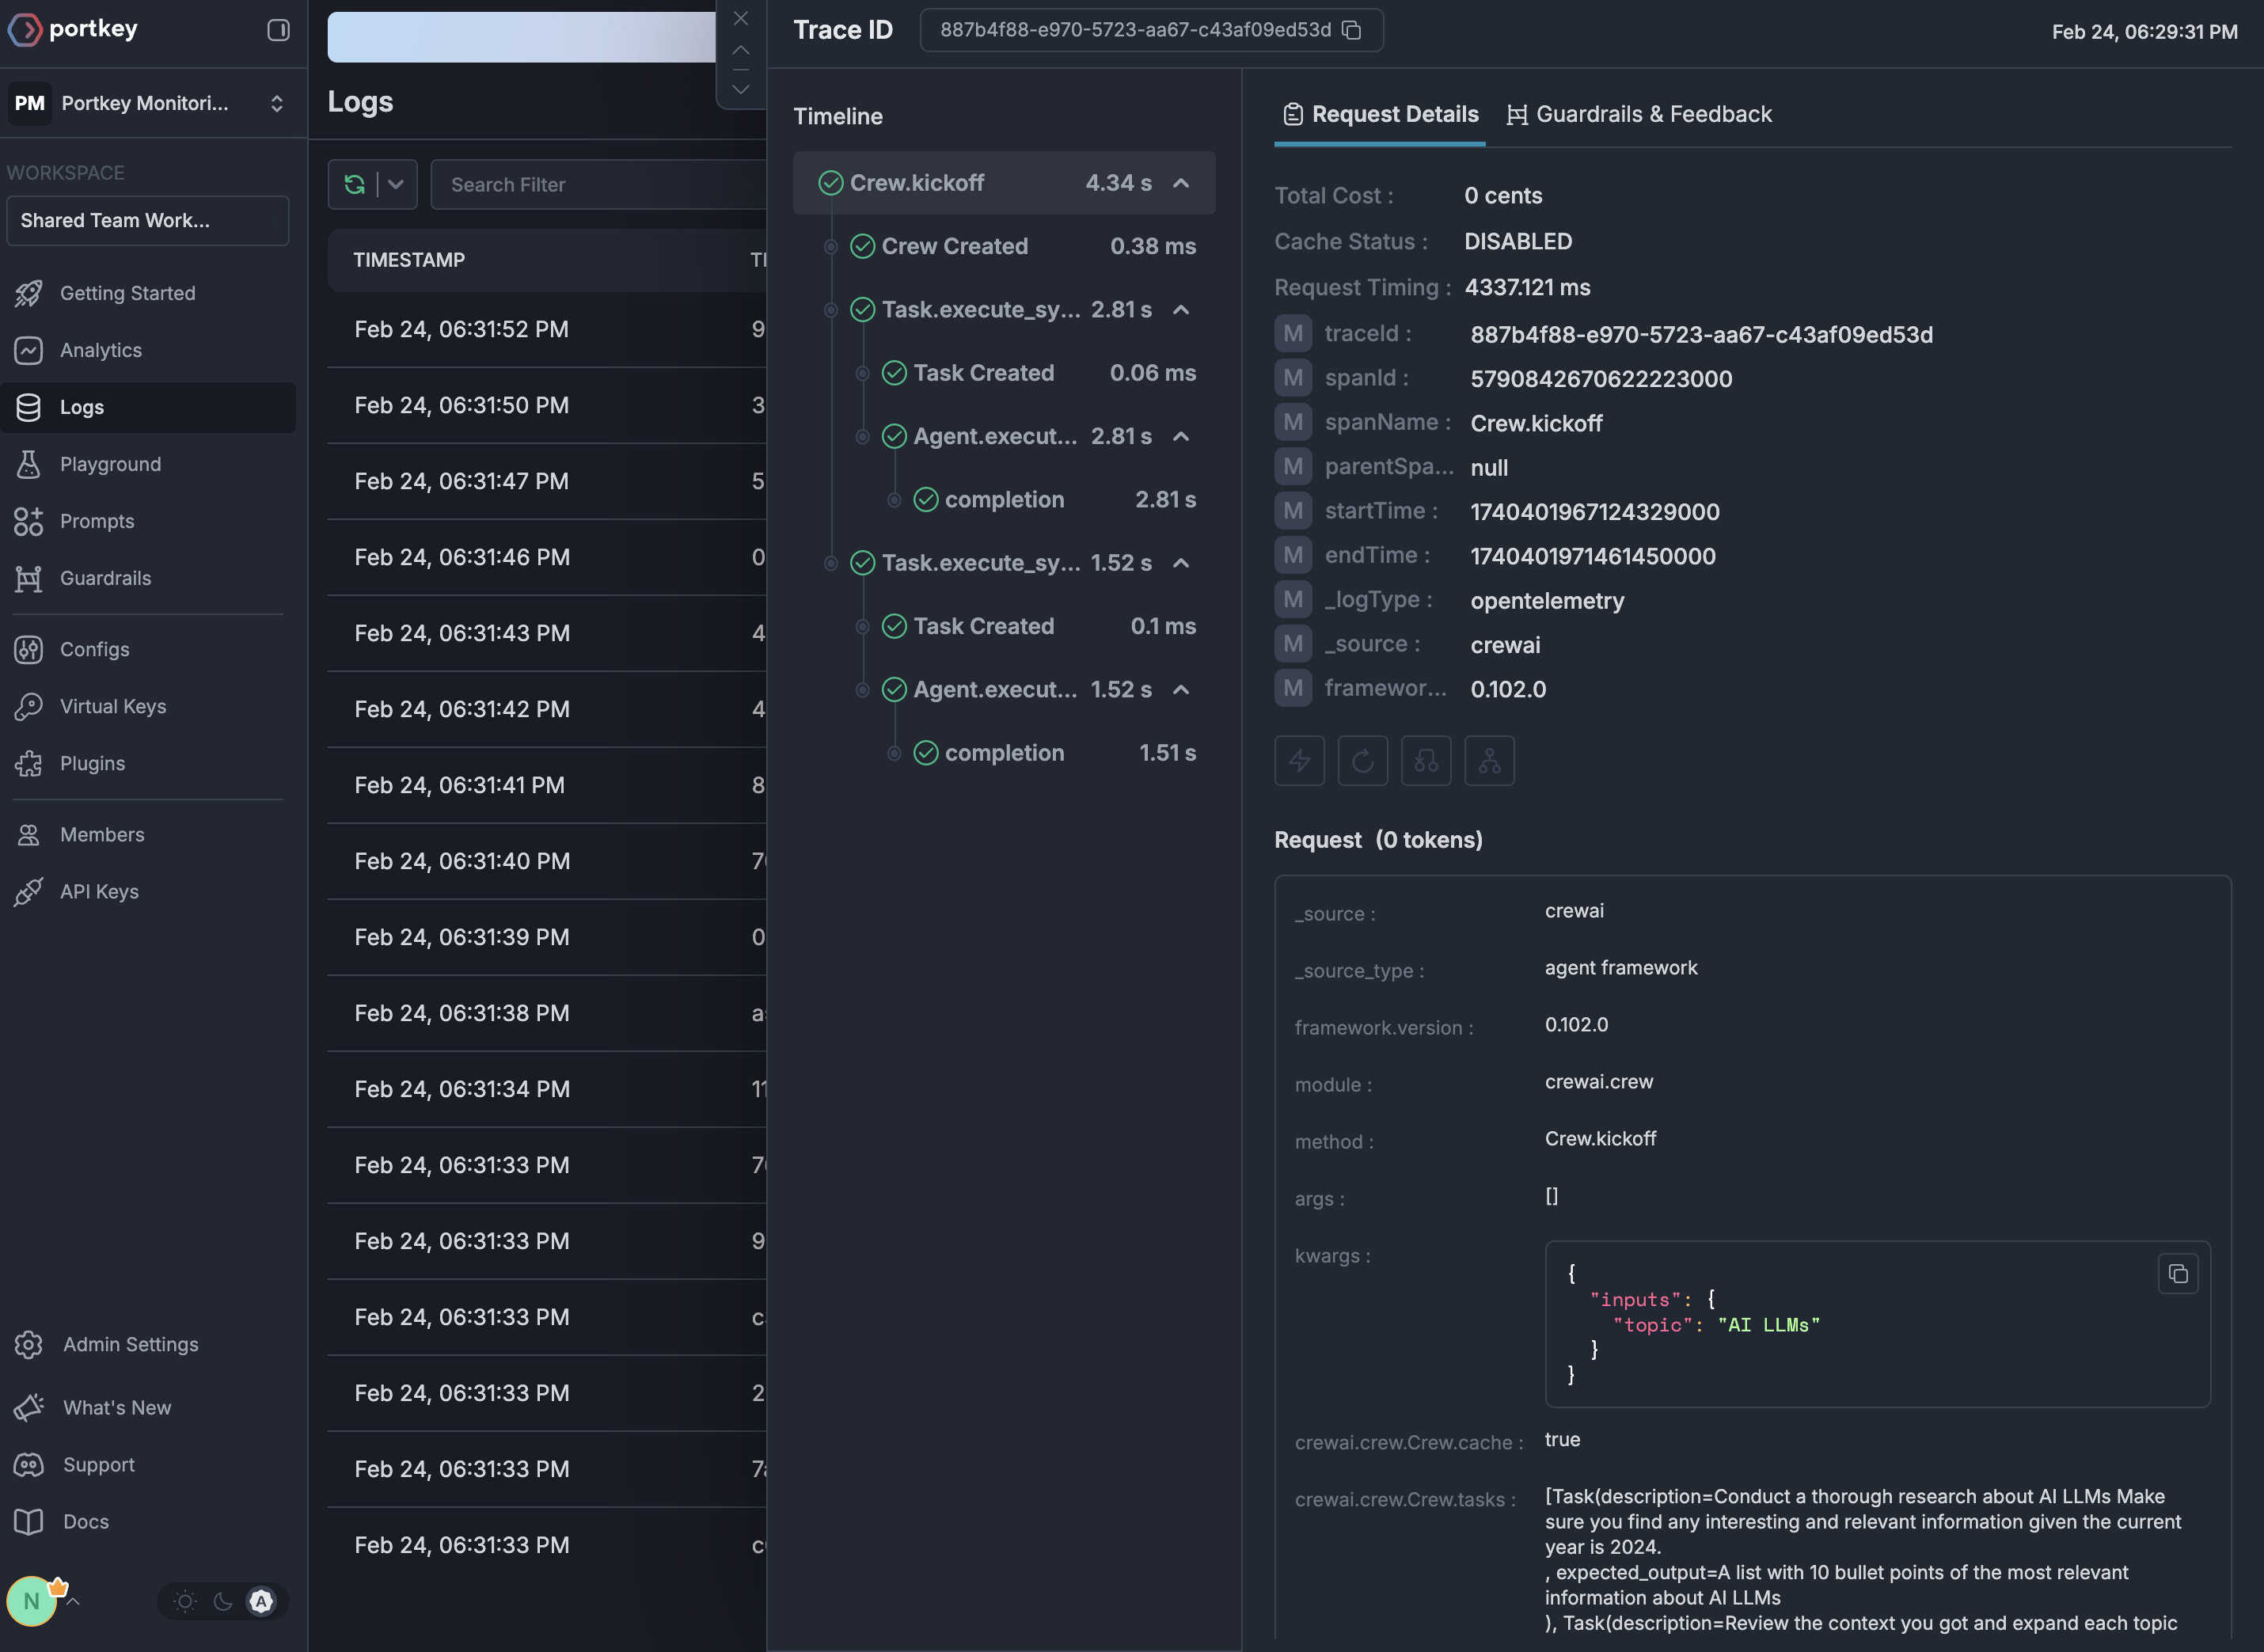 portkey
PM Portkey Monitori...
WORKSPACE
Shared Team Work...
Getting Started
Analytics
Logs
Playground
Prompts
Guardrails
Configs
Virtual Keys
Plugins
Members
API Keys
Admin Settings
What's New
Support
Docs
N
A
Logs
Search Filter
TIMESTAMP
Feb 24, 06:31:52 PM 9
Feb 24, 06:31:50 PM 3
Feb 24, 06:31:47 PM 5
Feb 24, 06:31:46 PM 0
Feb 24, 06:31:43 PM 4
Feb 24, 06:31:42 PM 4
Feb 24, 06:31:41 PM 8
Feb 24, 06:31:40 PM 7
Feb 24, 06:31:39 PM 0
Feb 24, 06:31:38 PM a
Feb 24, 06:31:34 PM 11
Feb 24, 06:31:33 PM 7
Feb 24, 06:31:33 PM 9
Feb 24, 06:31:33 PM c
Feb 24, 06:31:33 PM 2
Feb 24, 06:31:33 PM 7
Feb 24, 06:31:33 PM c
Trace ID 887b4f88-e970-5723-aa67-c43af09ed53d
Feb 24, 06:29:31 PM
Timeline
Crew.kickoff 4.34 s
Crew Created 0.38 ms
Task.execute_sy... 2.81 s
Task Created 0.06 ms
Agent.execut... 2.81 s
completion 2.81 s
Task.execute_sy... 1.52 s
Task Created 0.1 ms
Agent.execut... 1.52 s
completion 1.51 s
Request Details Guardrails & Feedback
Total Cost : 0 cents
Cache Status : DISABLED
Request Timing : 4337.121 ms
M traceId : 887b4f88-e970-5723-aa67-c43af09ed53d
M spanId : 5790842670622223000
M spanName : Crew.kickoff
M parentSpa... null
M startTime : 1740401967124329000
M endTime : 1740401971461450000
M _logType : opentelemetry
M _source : crewai
M framewor... 0.102.0
Request (0 tokens)
_source : crewai
_source_type : agent framework
framework.version : 0.102.0
module : crewai.crew
method : Crew.kickoff
args : []
kwargs :
{
"inputs": {
"topic": "AI LLMs"
}
}
crewai.crew.Crew.cache : true
crewai.crew.Crew.tasks : [Task(description=Conduct a thorough research about AI LLMs Make
sure you find any interesting and relevant information given the current
year is 2024.
, expected_output=A list with 10 bullet points of the most relevant
information about AI LLMs
), Task(description=Review the context you got and expand each topic